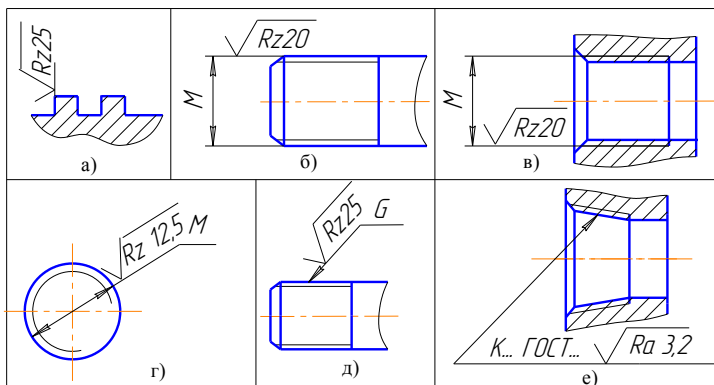 Rz25
а)
Rz20
М
б)
М
Rz20
в)
Rz 12,5 М
г)
Rz25 G
д)
К... ГОСТ... Ra 3,2
е)